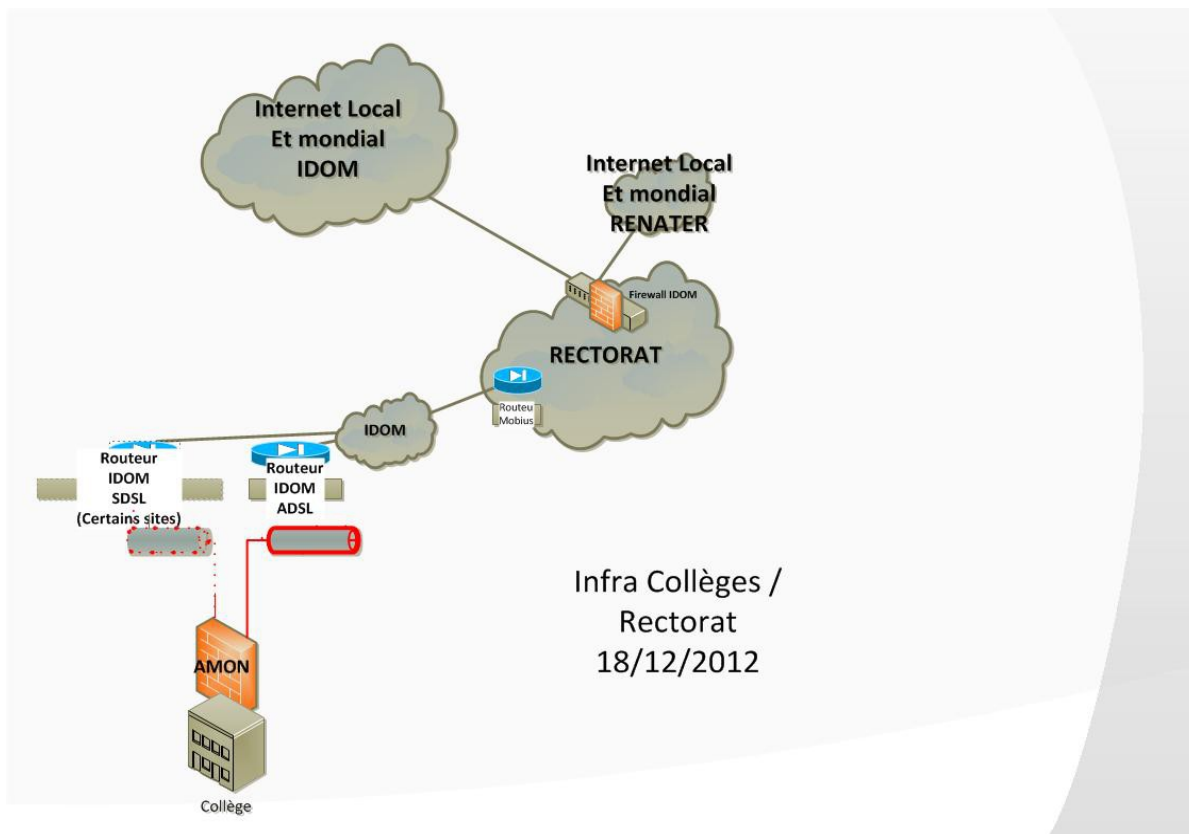 Internet Local
Et mondial
IDOM
Internet Local
Et mondial
RENATER
Firewall IDOM
RECTORAT
Routeu
Mobius
IDOM
Routeur
IDOM
SDSL
(Certains sites)
Routeur
IDOM
ADSL
Infra Collèges /
Rectorat
18/12/2012
AMON
Collège